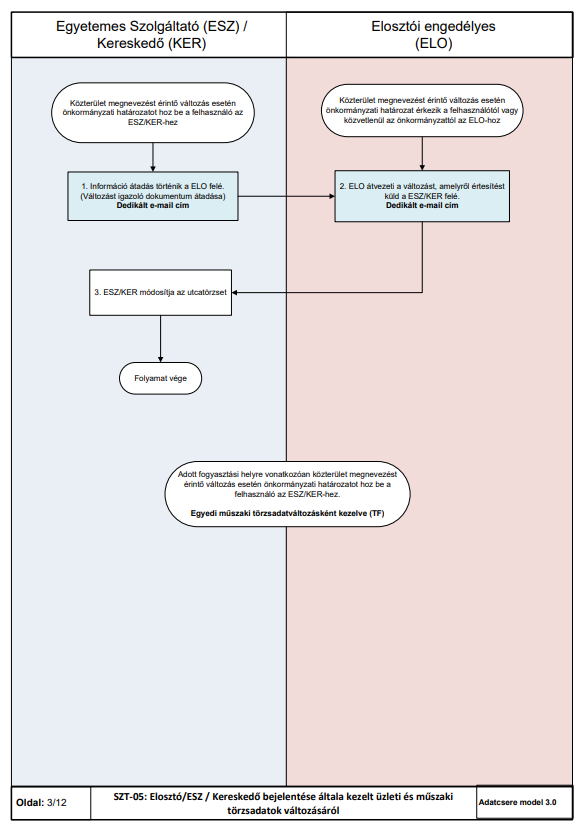 Egyetemes Szolgáltató (ESZ) /
Kereskedő (KER)
Elosztói engedélyes
(ELO)
Közterület megnevezést érintő változás esetén
önkormányzati határozatot hoz be a felhasználó az
ESZ/KER-hez
Közterület megnevezést érintő változás esetén
önkormányzati határozat érkezik a felhasználótól vagy
közvetlenül az önkormányzattól az ELO-hoz
1. Információ átadás történik a ELO felé.
(Változást igazoló dokumentum átadása)
Dedikált e-mail cím
2. ELO átvezeti a változást, amelyről értesítést
küld a ESZ/KER felé.
Dedikált e-mail cím
3. ESZ/KER módosítja az utcatörzset
Folyamat vége
Adott fogyasztási helyre vonatkozóan közterület megnevezést
érintő változás esetén önkormányzati határozatot hoz be a
felhasználó az ESZ/KER-hez.
Egyedi műszaki törzsadatváltozásként kezelve (TF)
Oldal: 3/12
SZT-05: Elosztó/ESZ / Kereskedő bejelentése általa kezelt üzleti és műszaki
törzsadatok változásáról
Adatcsere model 3.0